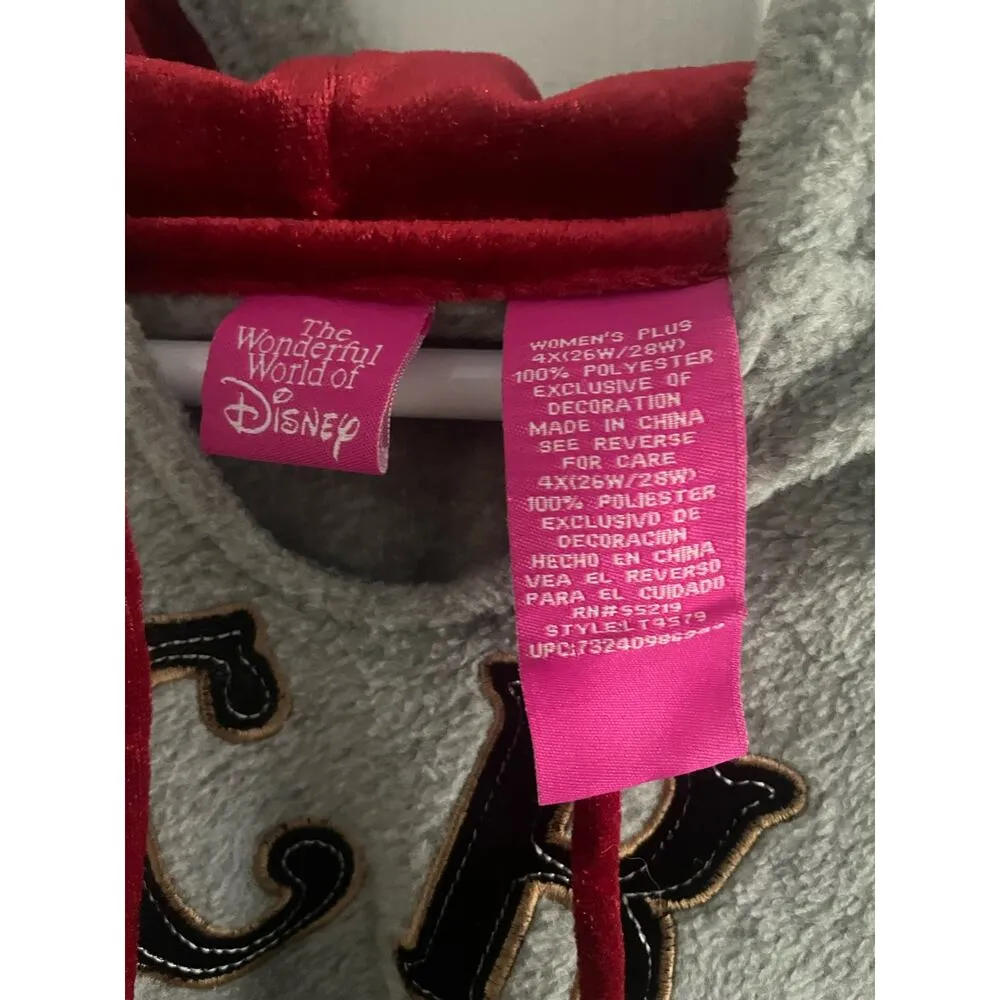 The
Wonderful
World of
Disney
WOMEN'S PLUS
4X(26W/28W)
100% POLYESTER
EXCLUSIVE OF
DECORATION
MADE IN CHINA
SEE REVERSE
FOR CARE
4X(26W/28W)
100% POLIESTER
EXCLUSIVO DE
DECORACION
HECHO EN CHINA
VEA EL REVERSO
PARA EL CUIDADO
RN#55219
STYLE:LT4579
UPC:
C K